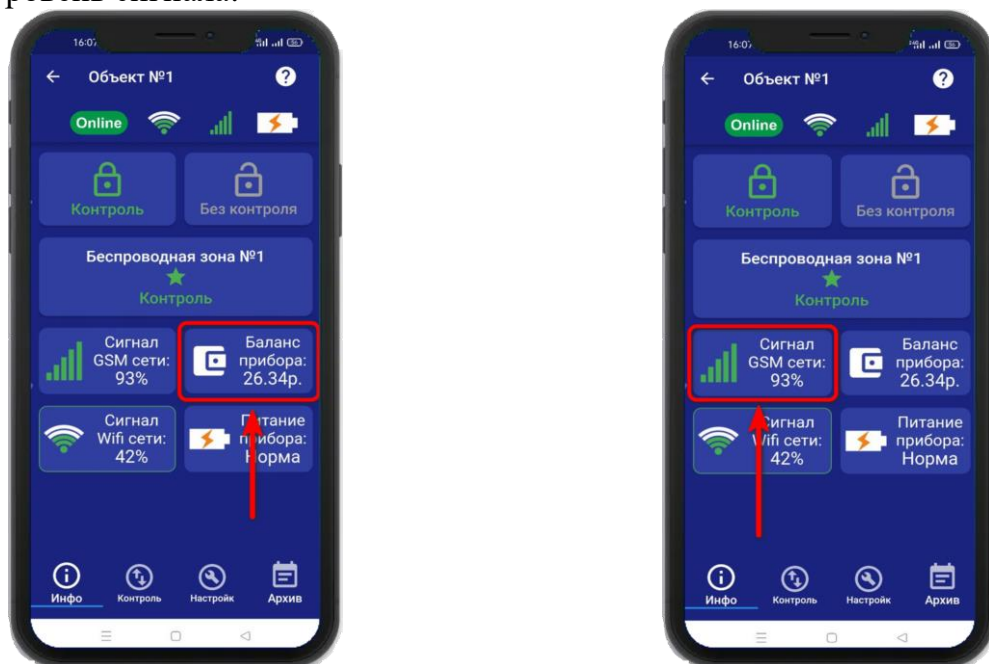 16:07
Объект №1
?
Online
Контроль
Без контроля
Беспроводная зона №1
Контроль
Сигнал
GSM сети:
93%
Баланс
прибора:
26.34р.
Сигнал
Wifi сети:
42%
Питание
прибора:
Норма
Инфо
Контроль
Настройк
Архив
16:07
Объект №1
?
Online
Контроль
Без контроля
Беспроводная зона №1
Контроль
Сигнал
GSM сети:
93%
Баланс
прибора:
26.34р.
Сигнал
Wifi сети:
42%
Питание
прибора:
Норма
Инфо
Контроль
Настройк
Архив